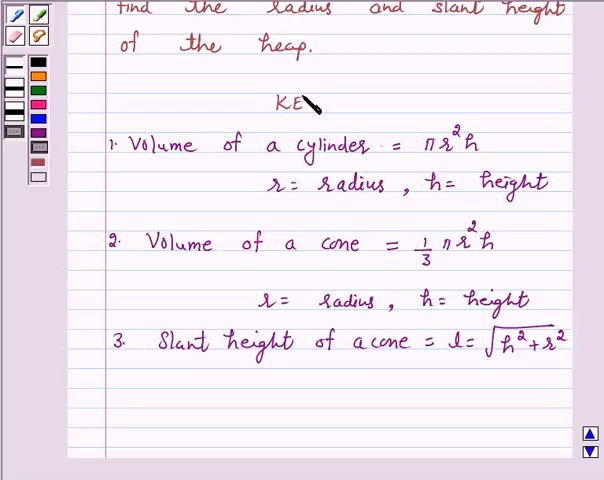 find the radius and slant height
of the heap.
KE
1. Volume of a cylinder = πr²h
r = radius, h = height
2. Volume of a cone = 1/3 πr²h
r = radius, h = height
3. Slant height of a cone = l = √(h² + r²)